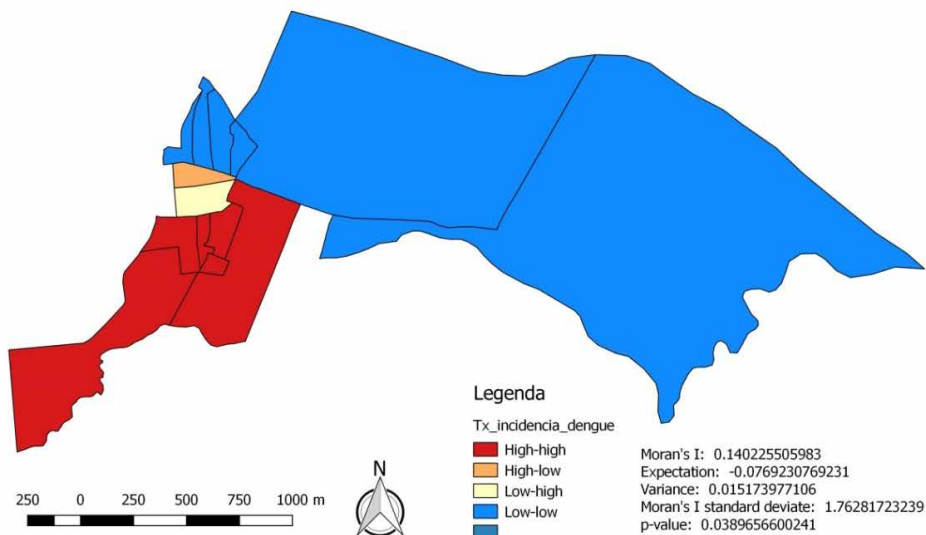 Legenda
Tx_incidencia_dengue
High-high
High-low
Low-high
Low-low
Moran's I: 0.140225505983
Expectation: -0.0769230769231
Variance: 0.015173977106
Moran's I standard deviate: 1.76281723239
p-value: 0.0389656600241
N
250 0 250 500 750 1000 m